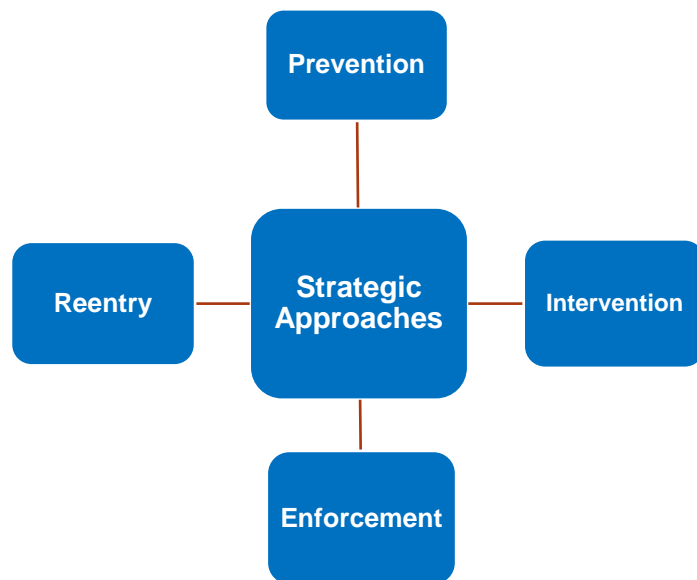 Prevention
Reentry
Strategic
Approaches
Intervention
Enforcement